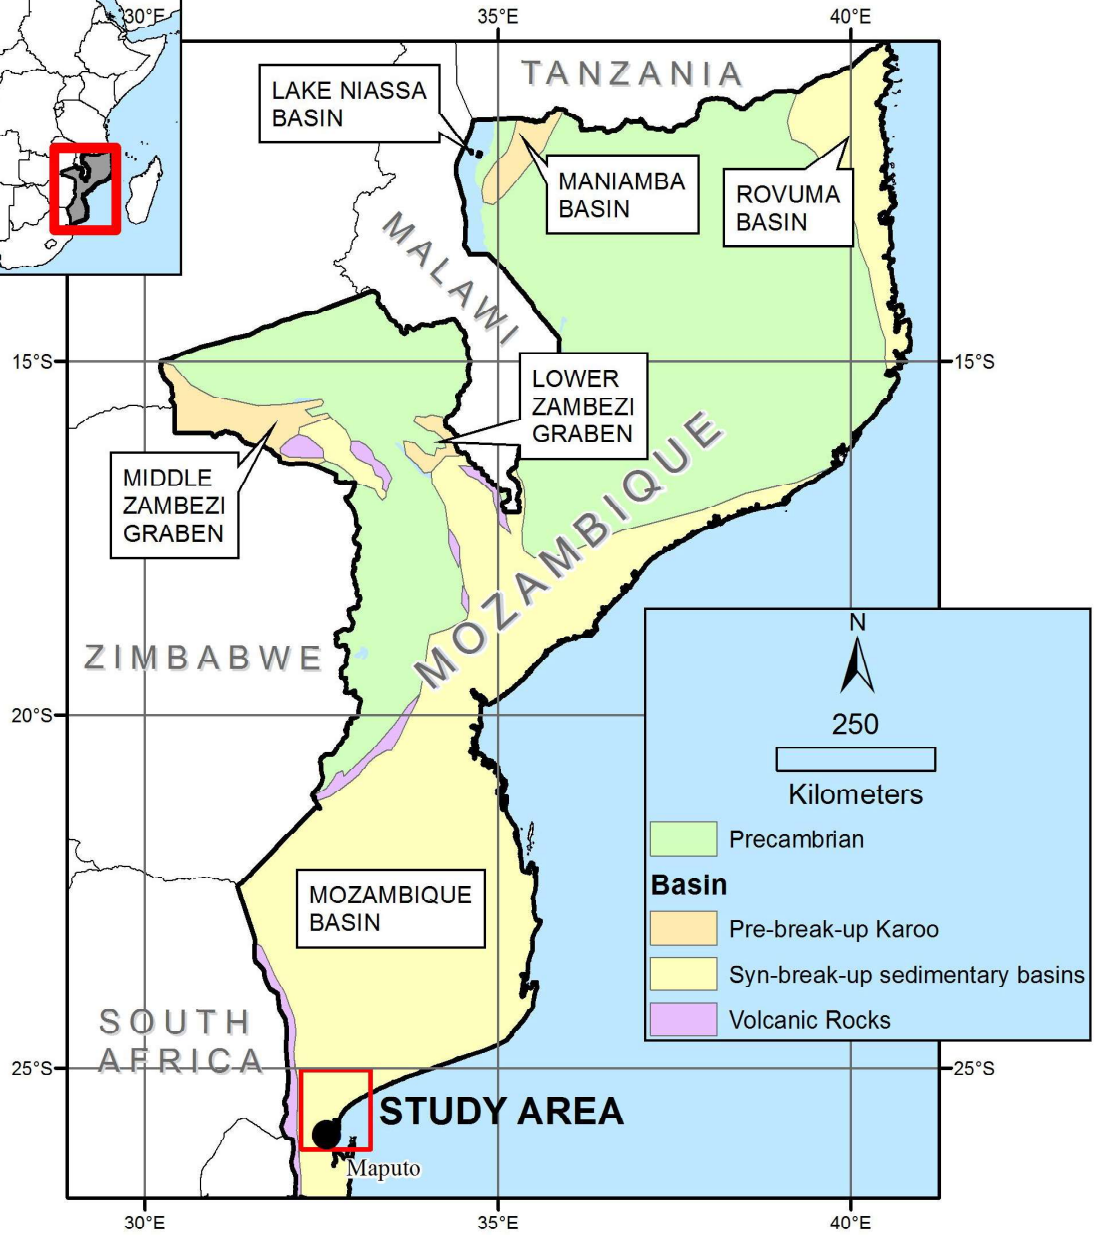 30°E
35°E
40°E
TANZANIA
LAKE NIASSA
BASIN
MANIAMBA
BASIN
ROVUMA
BASIN
MALAWI
15°S
15°S
LOWER
ZAMBEZI
GRABEN
MIDDLE
ZAMBEZI
GRABEN
MOZAMBIQUE
ZIMBABWE
N
250
Kilometers
20°S
Precambrian
Basin
Pre-break-up Karoo
Syn-break-up sedimentary basins
Volcanic Rocks
MOZAMBIQUE
BASIN
SOUTH
AFRICA
25°S
25°S
STUDY AREA
Maputo
30°E
35°E
40°E